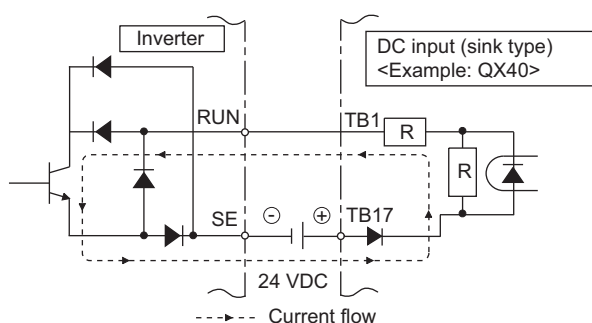 Inverter
DC input (sink type)
<Example: QX40>
RUN
TB1
R
R
SE
⊖
⊕
TB17
24 VDC
Current flow